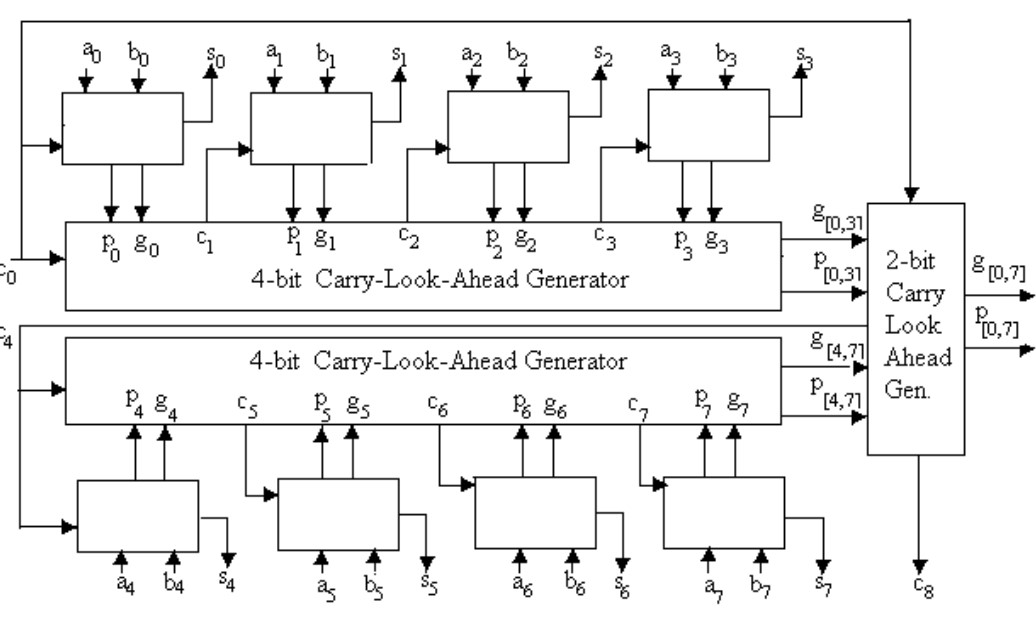 a0 b0 s0 a1 b1 s1 a2 b2 s2 a3 b3 s3
p0 g0 c1 p1 g1 c2 p2 g2 c3 p3 g3
g[0,3]
p[0,3]
c0
4-bit Carry-Look-Ahead Generator
2-bit
Carry
Look
Ahead
Gen.
g[0,7]
p[0,7]
c4
4-bit Carry-Look-Ahead Generator
g[4,7]
p[4,7]
p4 g4 c5 p5 g5 c6 p6 g6 c7 p7 g7
a4 b4 s4 a5 b5 s5 a6 b6 s6 a7 b7 s7
c8